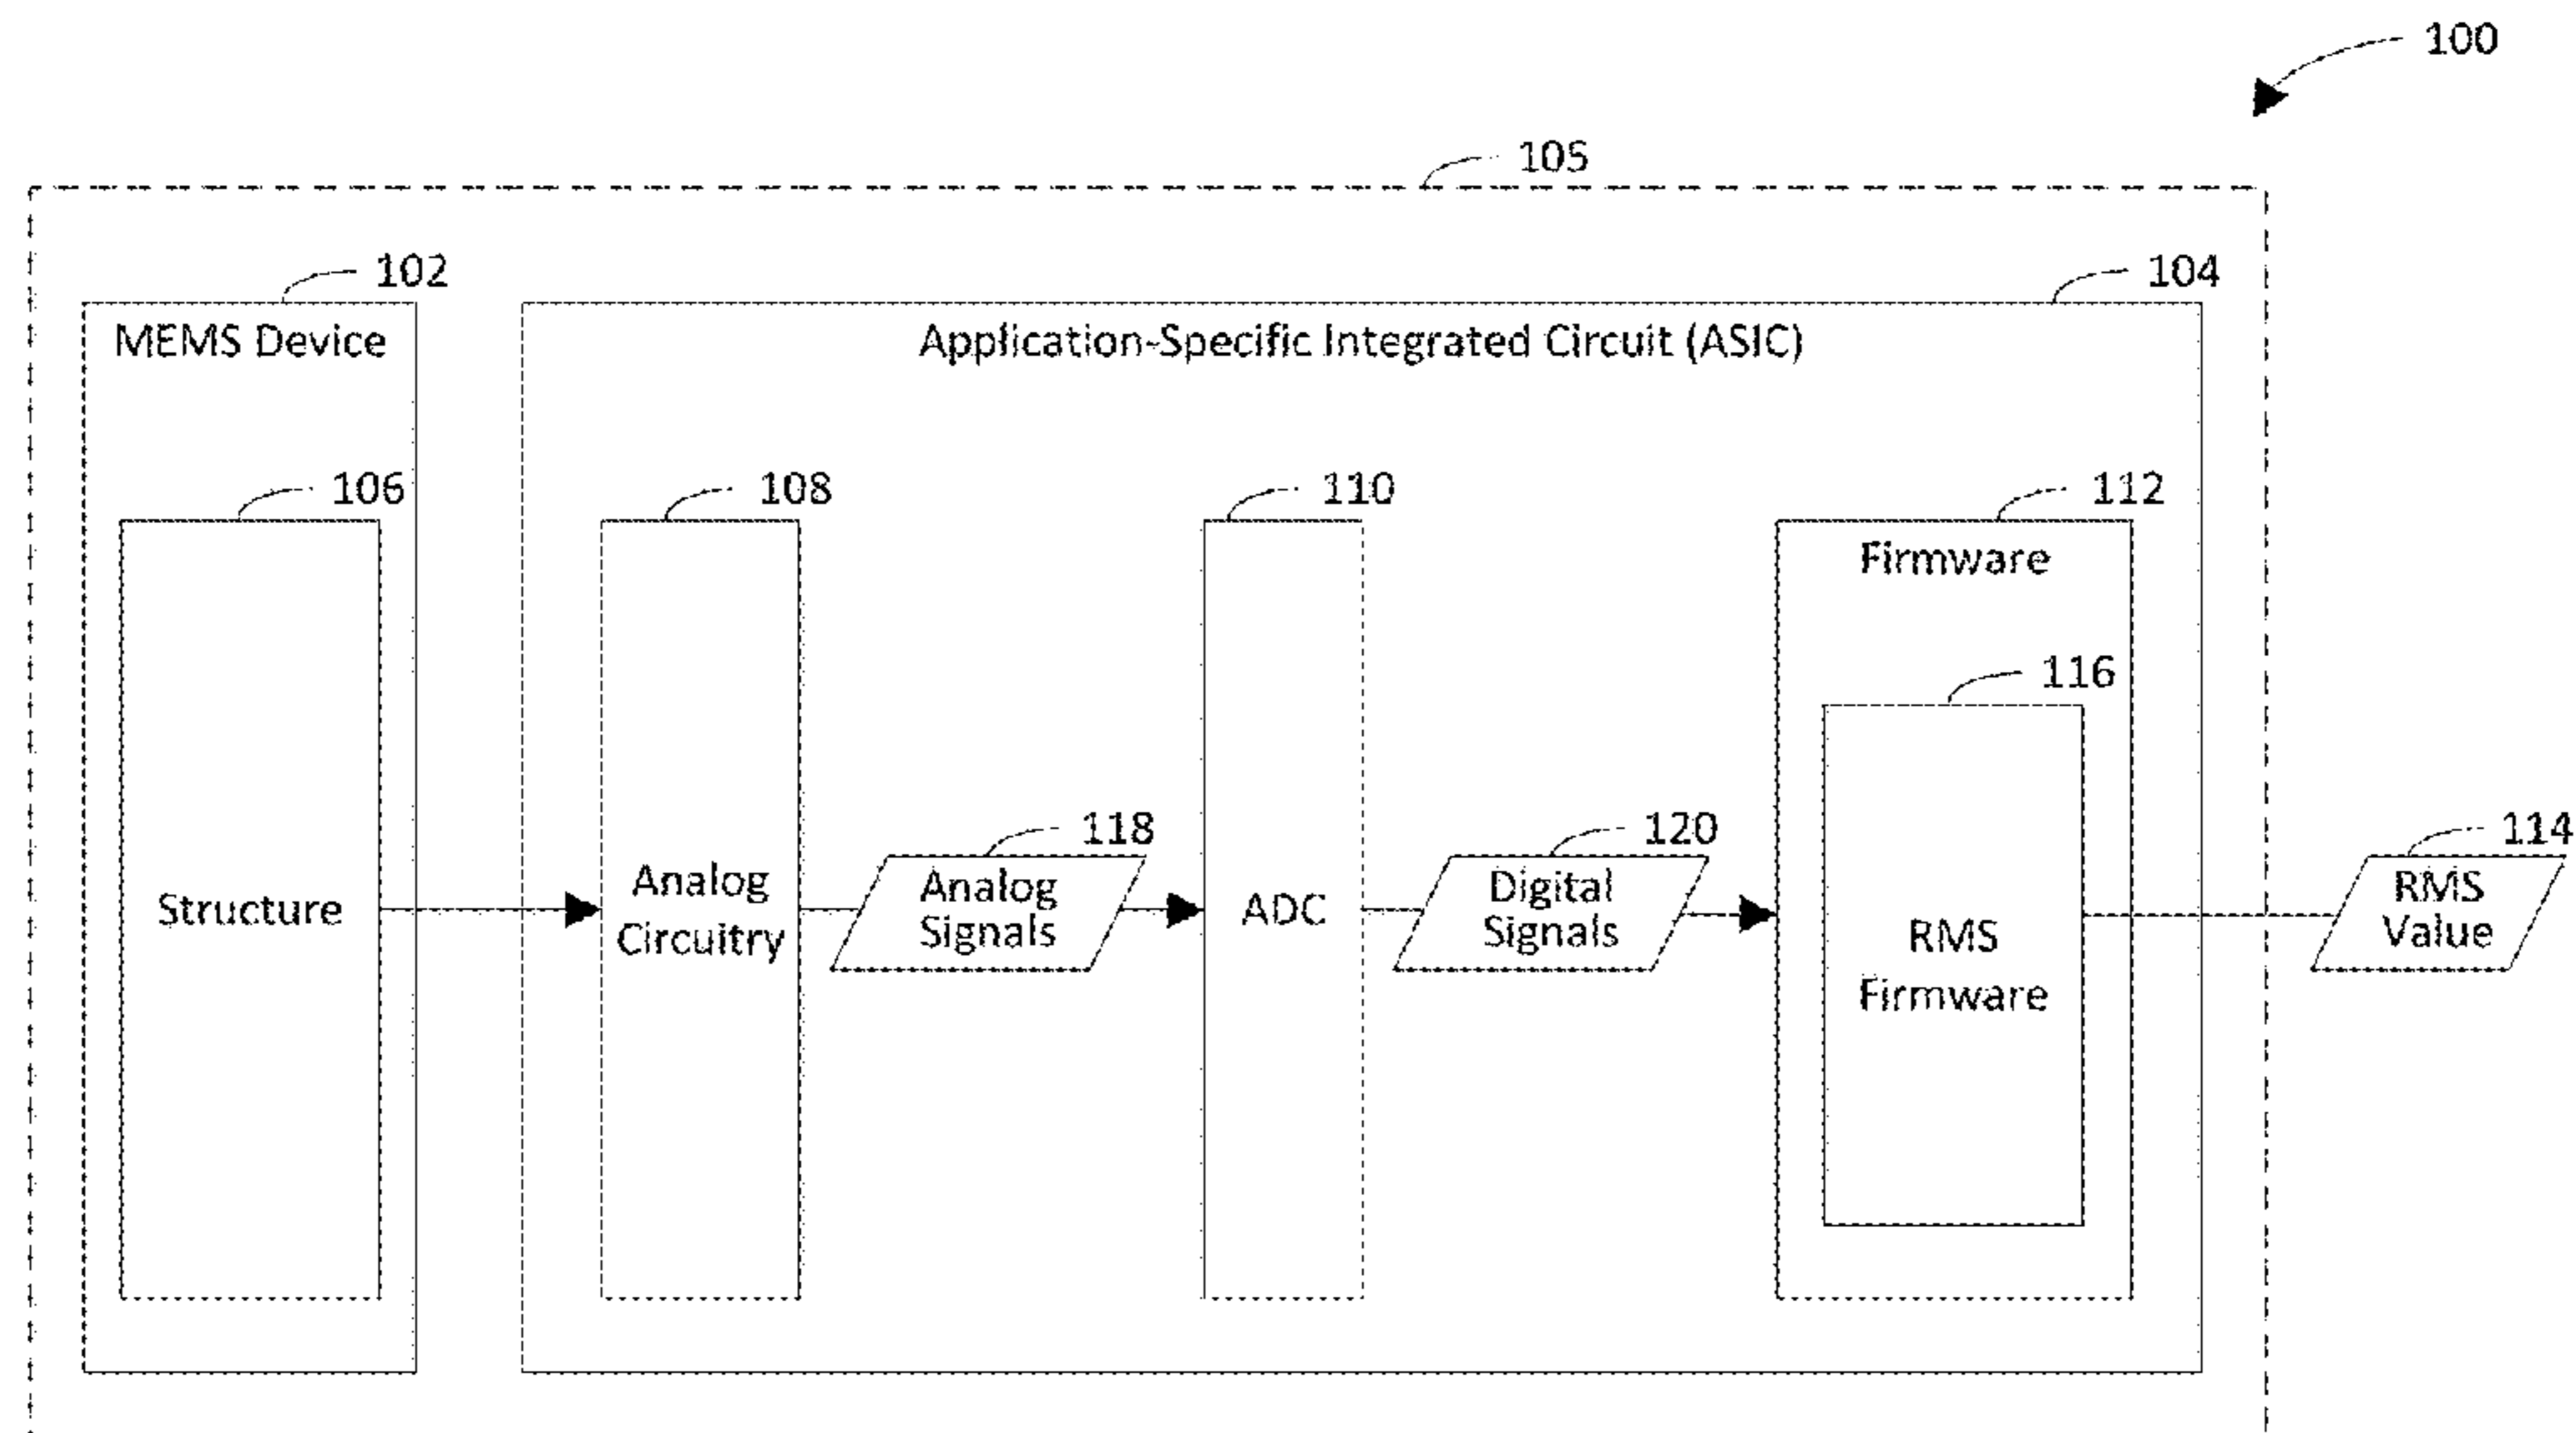 100
105
102
104
MEMS Device
Application-Specific Integrated Circuit (ASIC)
106
108
110
112
Firmware
116
118
120
114
Structure
Analog
Circuitry
Analog
Signals
ADC
Digital
Signals
RMS
Firmware
RMS
Value